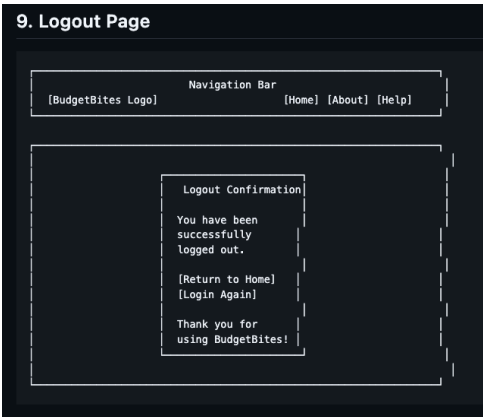 9. Logout Page
Navigation Bar
[BudgetBites Logo] [Home] [About] [Help]
Logout Confirmation
You have been
successfully
logged out.
[Return to Home]
[Login Again]
Thank you for
using BudgetBites!